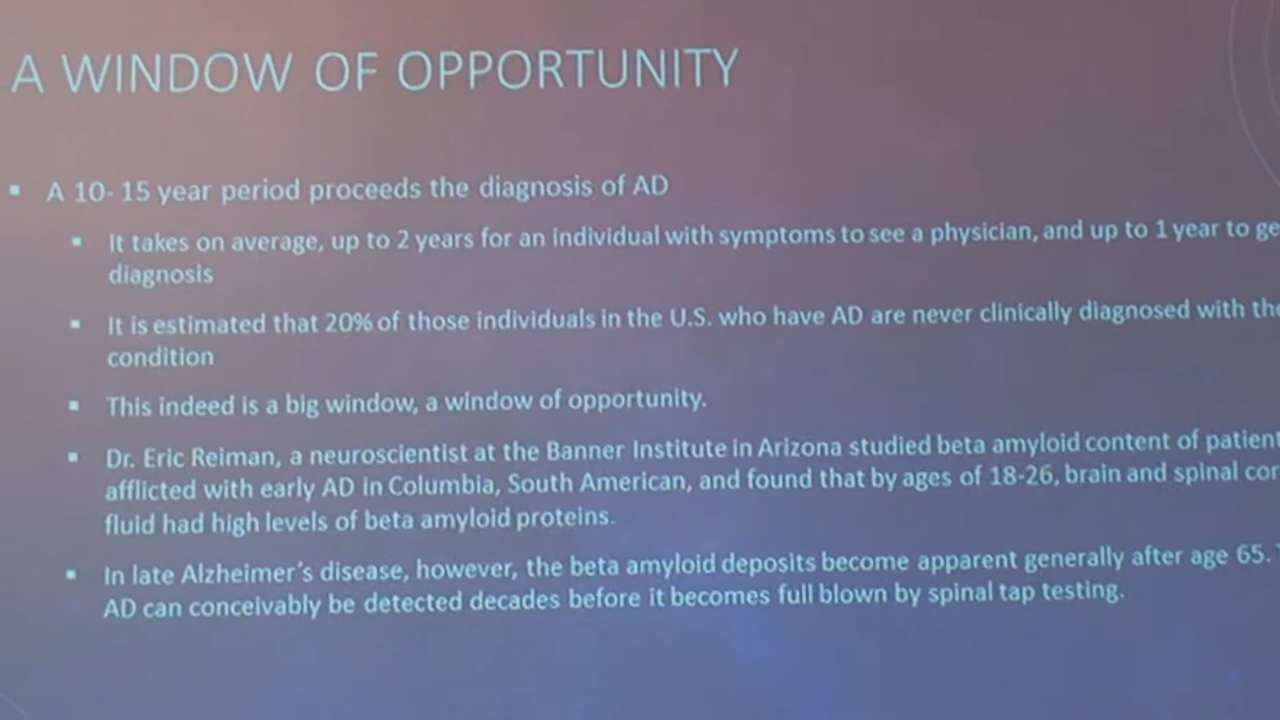 A WINDOW OF OPPORTUNITY
▪ A 10- 15 year period proceeds the diagnosis of AD
▪ It takes on average, up to 2 years for an individual with symptoms to see a physician, and up to 1 year to ge
diagnosis
▪ It is estimated that 20% of those individuals in the U.S. who have AD are never clinically diagnosed with the
condition
▪ This indeed is a big window, a window of opportunity.
▪ Dr. Eric Reiman, a neuroscientist at the Banner Institute in Arizona studied beta amyloid content of patient
afflicted with early AD in Columbia, South American, and found that by ages of 18-26, brain and spinal cor
fluid had high levels of beta amyloid proteins.
▪ In late Alzheimer's disease, however, the beta amyloid deposits become apparent generally after age 65.
AD can conceivably be detected decades before it becomes full blown by spinal tap testing.